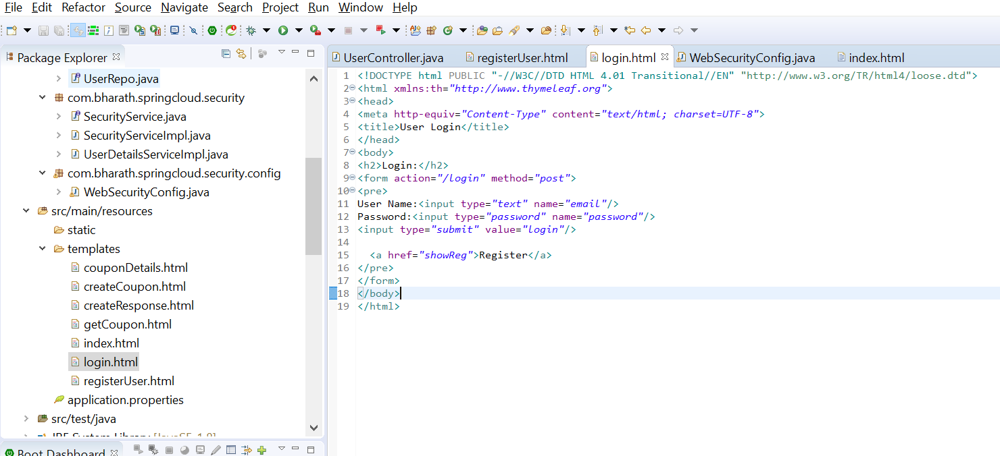 File Edit Refactor Source Navigate Search Project Run Window Help
Package Explorer
UserRepo.java
com.bharath.springcloud.security
SecurityService.java
SecurityServiceImpl.java
UserDetailsServiceImpl.java
com.bharath.springcloud.security.config
WebSecurityConfig.java
src/main/resources
static
templates
couponDetails.html
createCoupon.html
createResponse.html
getCoupon.html
index.html
login.html
registerUser.html
application.properties
src/test/java
JRE System Library [JavaSE-1.8]
Boot Dashboard
UserController.java registerUser.html login.html WebSecurityConfig.java index.html
1 <!DOCTYPE html PUBLIC "-//W3C//DTD HTML 4.01 Transitional//EN" "http://www.w3.org/TR/html4/loose.dtd">
2 <html xmlns:th="http://www.thymeleaf.org">
3 <head>
4 <meta http-equiv="Content-Type" content="text/html; charset=UTF-8">
5 <title>User Login</title>
6 </head>
7 <body>
8 <h2>Login:</h2>
9 <form action="/login" method="post">
10 <pre>
11 User Name:<input type="text" name="email"/>
12 Password:<input type="password" name="password"/>
13 <input type="submit" value="login"/>
14
15 <a href="showReg">Register</a>
16 </pre>
17 </form>
18 </body>
19 </html>